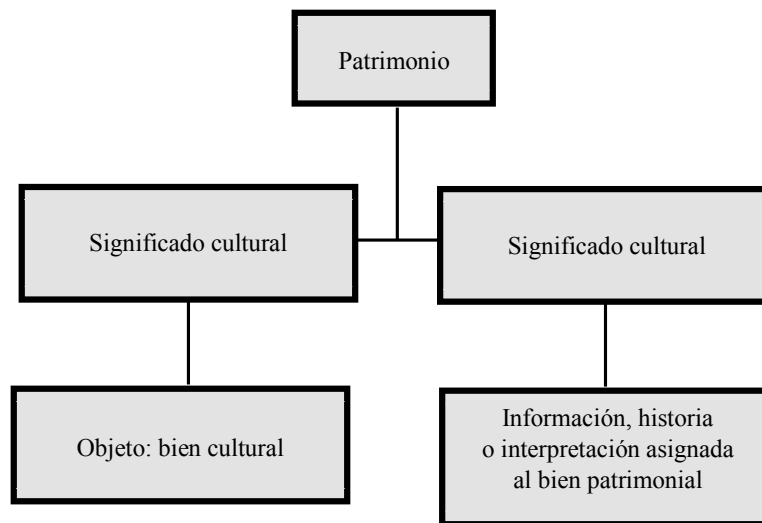 Patrimonio
Significado cultural
Significado cultural
Objeto: bien cultural
Información, historia
o interpretación asignada
al bien patrimonial